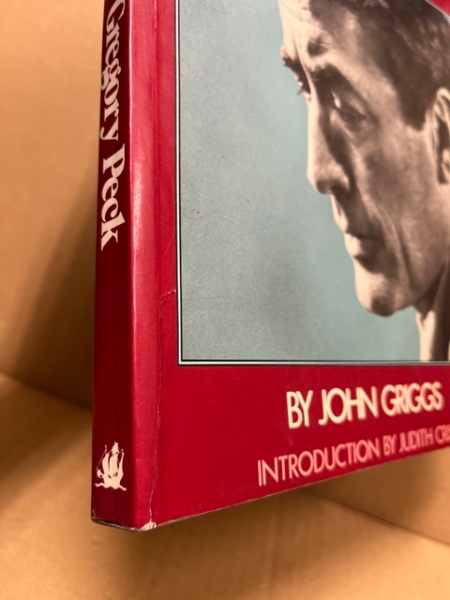 Gregory Peck
BY JOHN GRIGGS
INTRODUCTION BY JUDITH